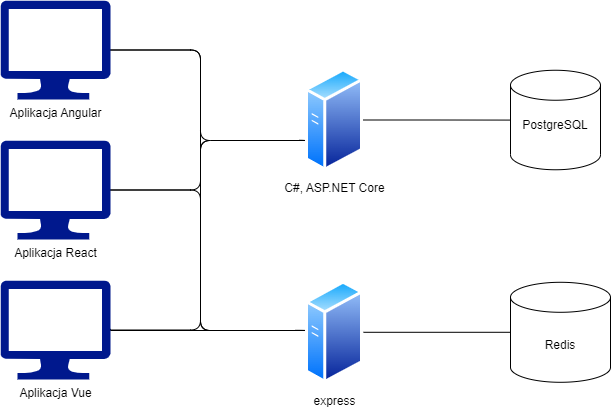 Aplikacja Angular
PostgreSQL
C#, ASP.NET Core
Aplikacja React
Redis
Aplikacja Vue
express